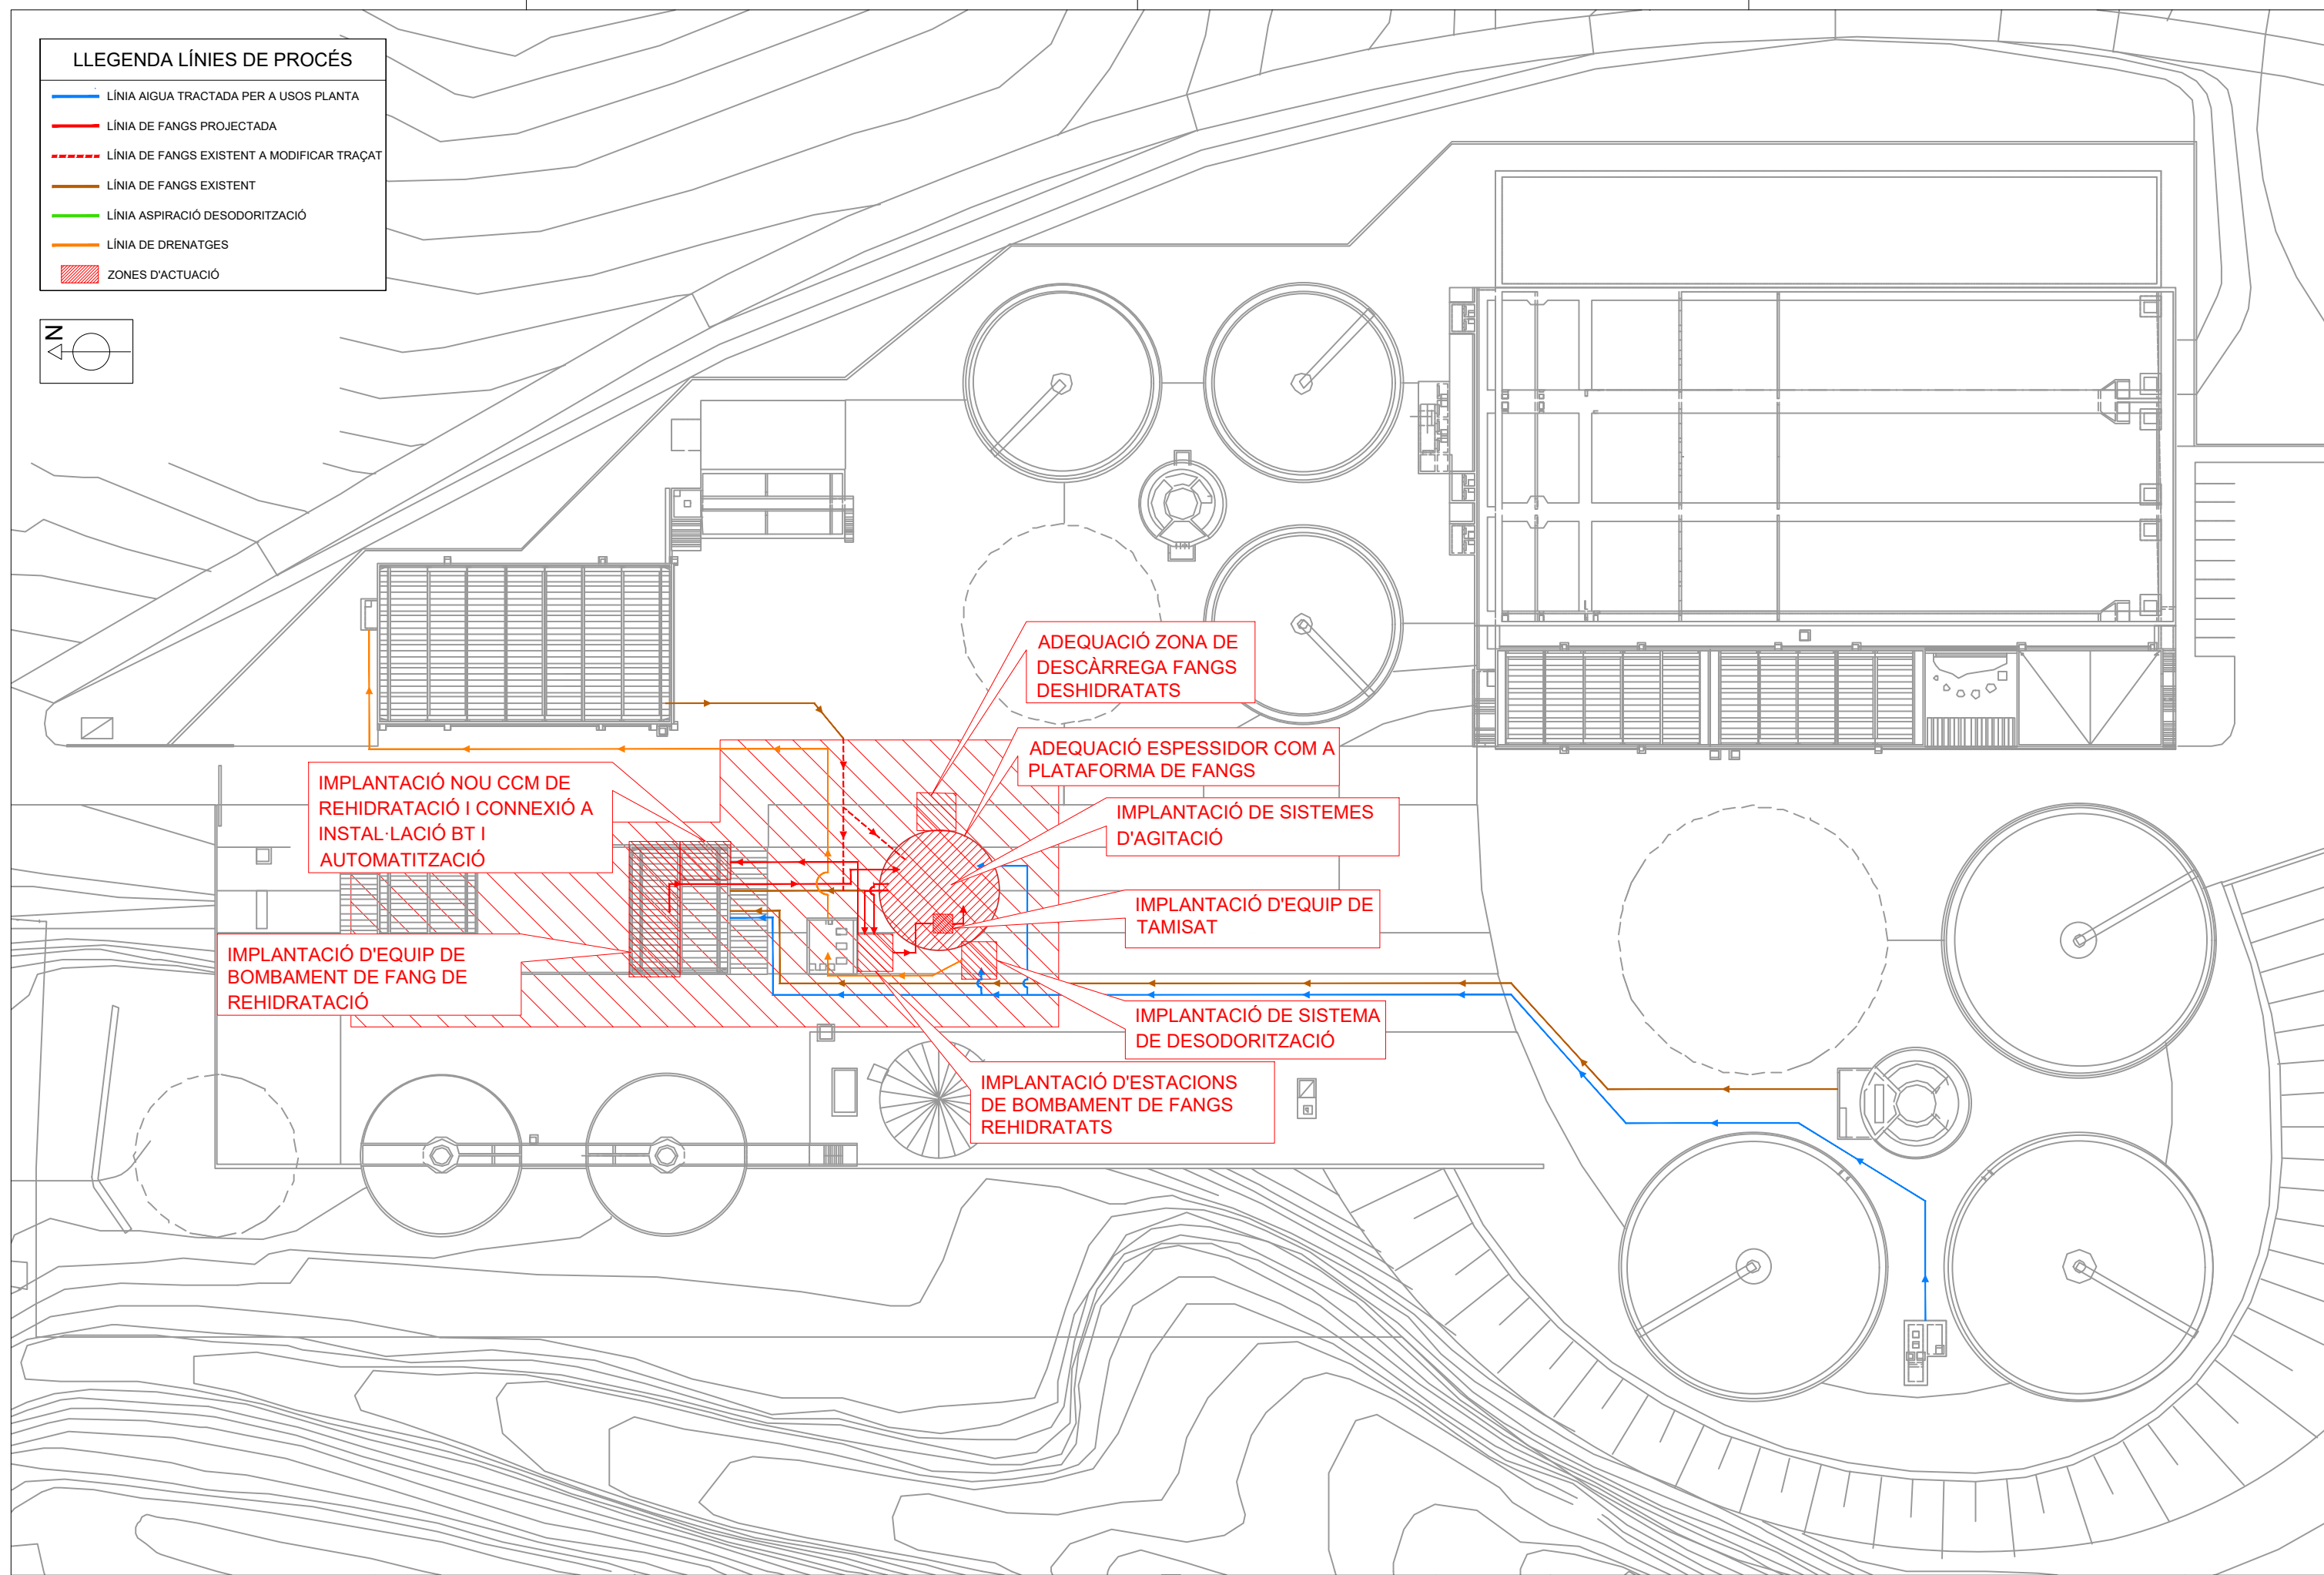 LLEGENDA LÍNIES DE PROCÉS
LÍNIA AIGUA TRACTADA PER A USOS PLANTA
LÍNIA DE FANGS PROJECTADA
LÍNIA DE FANGS EXISTENT A MODIFICAR TRAÇAT
LÍNIA DE FANGS EXISTENT
LÍNIA ASPIRACIÓ DESODORITZACIÓ
LÍNIA DE DRENATGES
ZONES D'ACTUACIÓ
N
ADEQUACIÓ ZONA DE
DESCÀRREGA FANGS
DESHIDRATATS
ADEQUACIÓ ESPESSIDOR COM A
PLATAFORMA DE FANGS
IMPLANTACIÓ NOU CCM DE
REHIDRATACIÓ I CONNEXIÓ A
INSTAL·LACIÓ BT I
AUTOMATITZACIÓ
IMPLANTACIÓ DE SISTEMES
D'AGITACIÓ
IMPLANTACIÓ D'EQUIP DE
TAMISAT
IMPLANTACIÓ D'EQUIP DE
BOMBAMENT DE FANG DE
REHIDRATACIÓ
IMPLANTACIÓ DE SISTEMA
DE DESODORITZACIÓ
IMPLANTACIÓ D'ESTACIONS
DE BOMBAMENT DE FANGS
REHIDRATATS